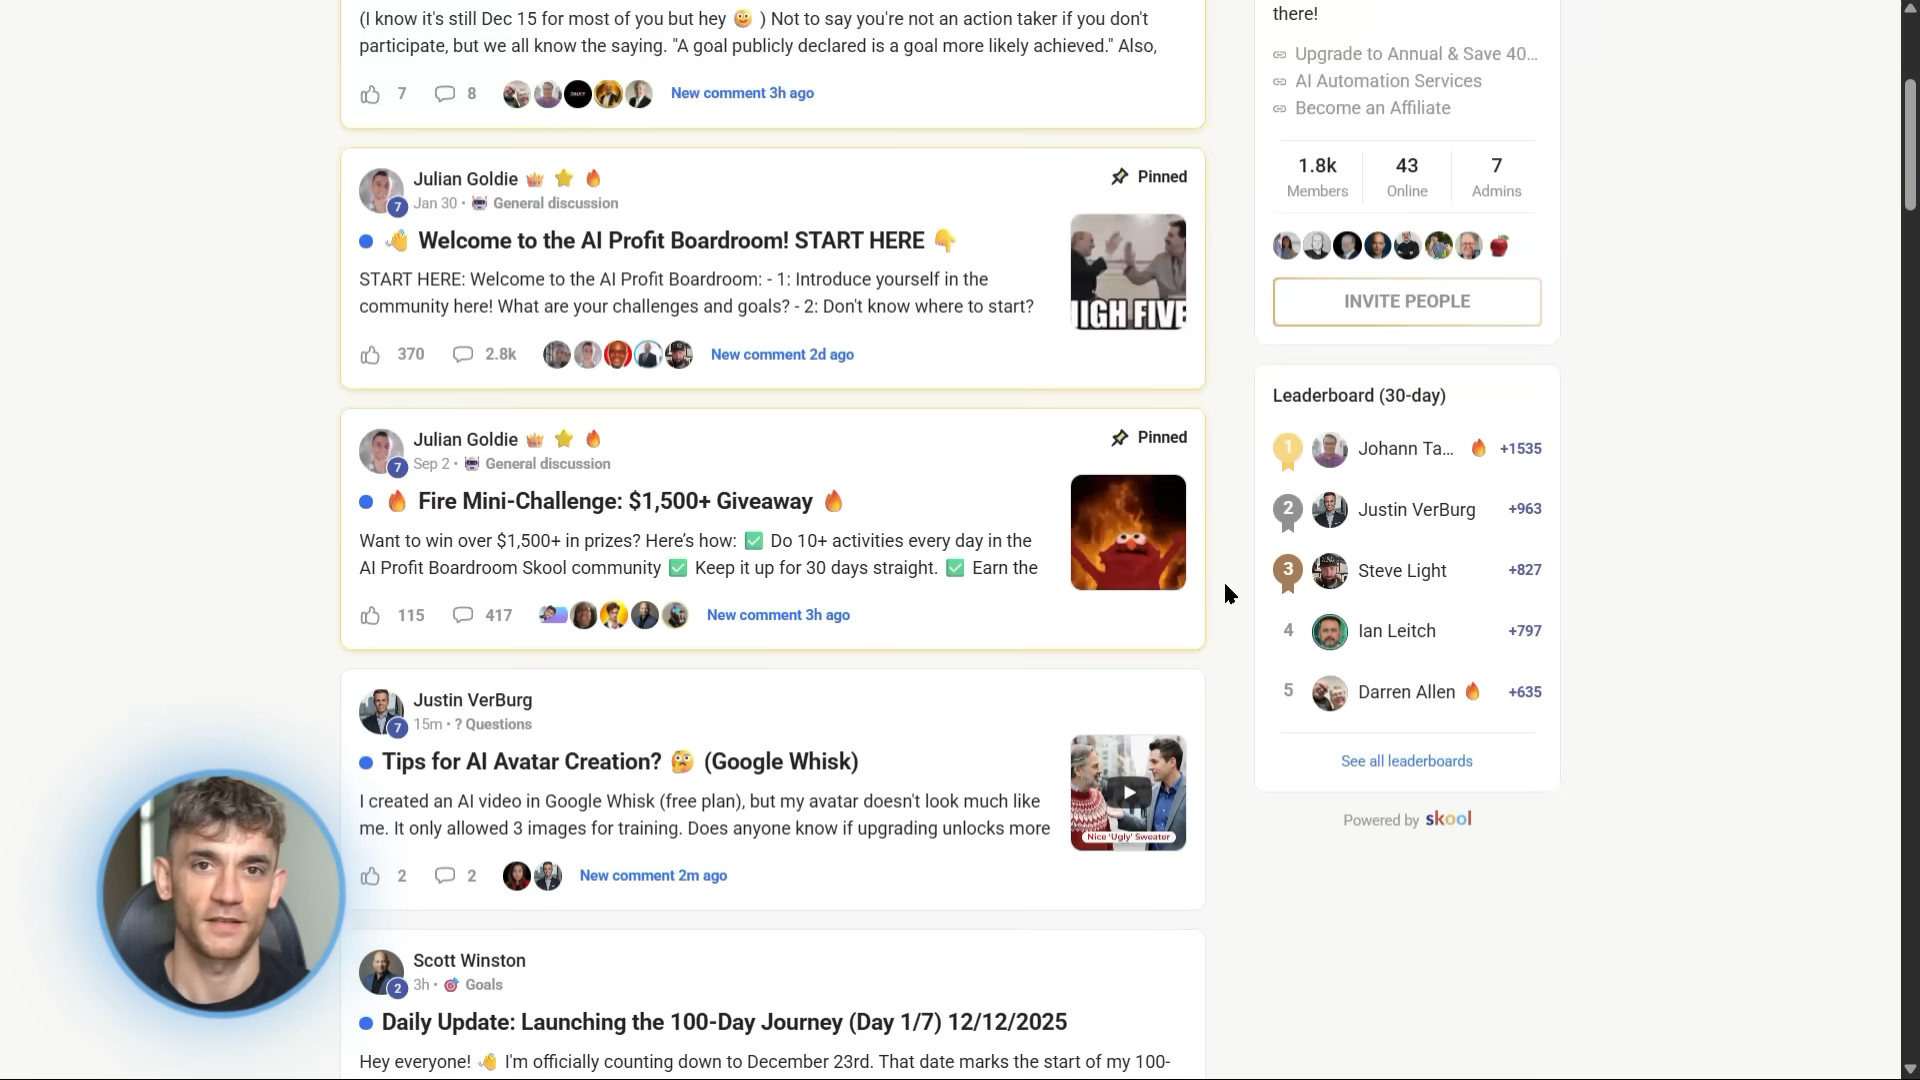 (I know it's still Dec 15 for most of you but hey 😜 ) Not to say you're not an action taker if you don't
participate, but we all know the saying. "A goal publicly declared is a goal more likely achieved." Also,
7 8 New comment 3h ago
Julian Goldie 👑 ⭐ 🔥
Pinned
7
Jan 30 • General discussion
👋 Welcome to the AI Profit Boardroom! START HERE 👇
START HERE: Welcome to the AI Profit Boardroom: - 1: Introduce yourself in the
community here! What are your challenges and goals? - 2: Don't know where to start?
HIGH FIVE
370 2.8k New comment 2d ago
Julian Goldie 👑 ⭐ 🔥
Pinned
7
Sep 2 • General discussion
🔥 Fire Mini-Challenge: $1,500+ Giveaway 🔥
Want to win over $1,500+ in prizes? Here’s how: ✅ Do 10+ activities every day in the
AI Profit Boardroom Skool community ✅ Keep it up for 30 days straight. ✅ Earn the
115 417 New comment 3h ago
Justin VerBurg
7
15m • ? Questions
Tips for AI Avatar Creation? 🤔 (Google Whisk)
I created an AI video in Google Whisk (free plan), but my avatar doesn't look much like
me. It only allowed 3 images for training. Does anyone know if upgrading unlocks more
Nice 'Ugly' Sweater
2 2 New comment 2m ago
Scott Winston
2
3h • 🎯 Goals
Daily Update: Launching the 100-Day Journey (Day 1/7) 12/12/2025
Hey everyone! 👋 I'm officially counting down to December 23rd. That date marks the start of my 100-
there!
Upgrade to Annual & Save 40…
AI Automation Services
Become an Affiliate
1.8k 43 7
Members Online Admins
INVITE PEOPLE
Leaderboard (30-day)
1 Johann Ta… 🔥 +1535
2 Justin VerBurg +963
3 Steve Light +827
4 Ian Leitch +797
5 Darren Allen 🔥 +635
See all leaderboards
Powered by skool